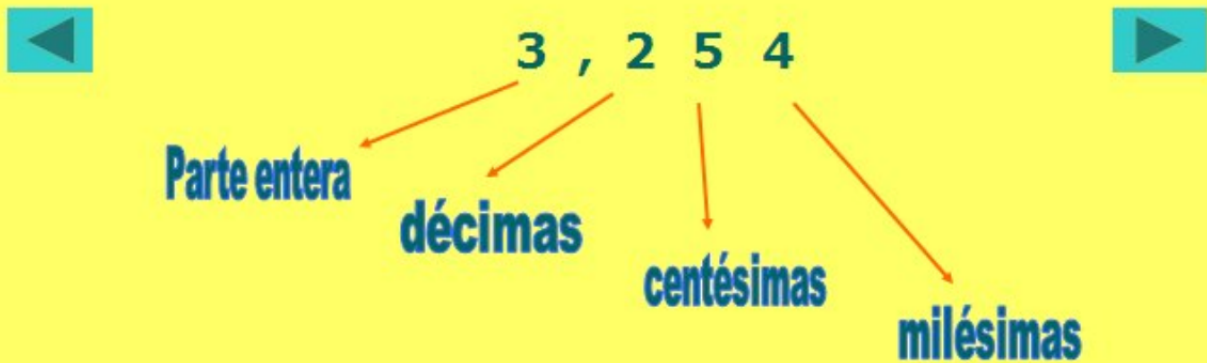 3 , 2 5 4
Parte entera
décimas
centésimas
milésimas